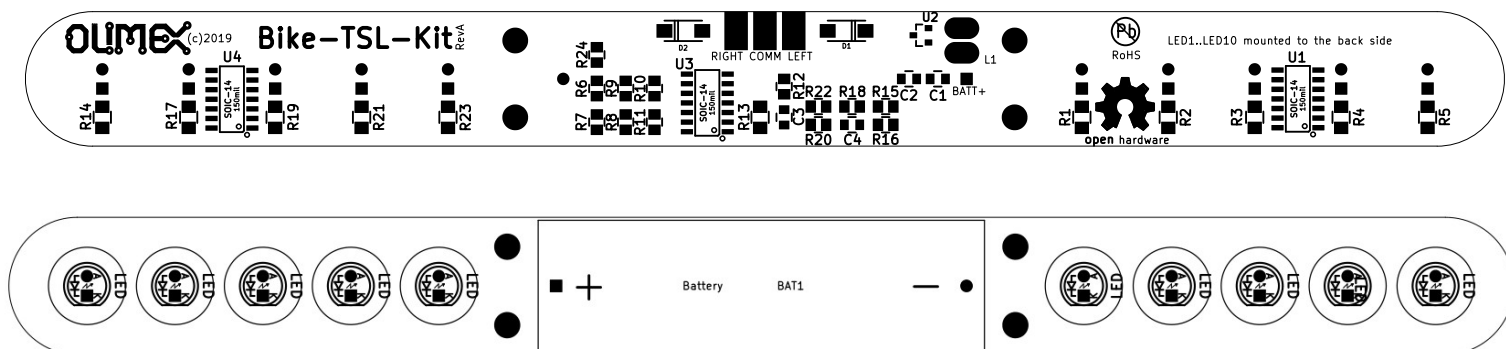 OLIMEX (c)2019 Bike-TSL-Kit RevA
U4
R14
R17
SOIC-14
150mil
R19
R21
R23
R24
R6
R9
R10
R7
R8
R11
D2
D1
RIGHT COMM LEFT
U3
SOIC-14
150mil
R13
R12
C3
R22 R18 R15
R20 C4 R16
U2
L1
C2 C1 BATT+
Pb
RoHS
LED1..LED10 mounted to the back side
R1
R2
open hardware
R3
U1
SOIC-14
150mil
R4
R5
A
K
LED
A
K
LED
A
K
LED
A
K
LED
A
K
LED
+ Battery BAT1 −
A
K
LED
A
K
LED
A
K
LED
A
K
LED
A
K
LED